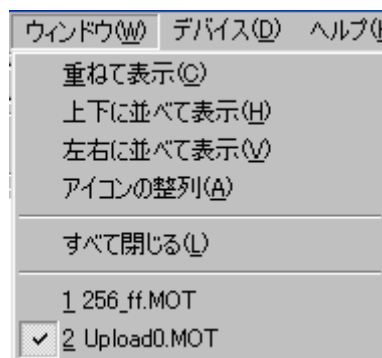 ウィンドウ(W) デバイス(D) ヘルプ(
重ねて表示(C)
上下に並べて表示(H)
左右に並べて表示(V)
アイコンの整列(A)
すべて閉じる(L)
1 256_ff.MOT
2 Upload0.MOT